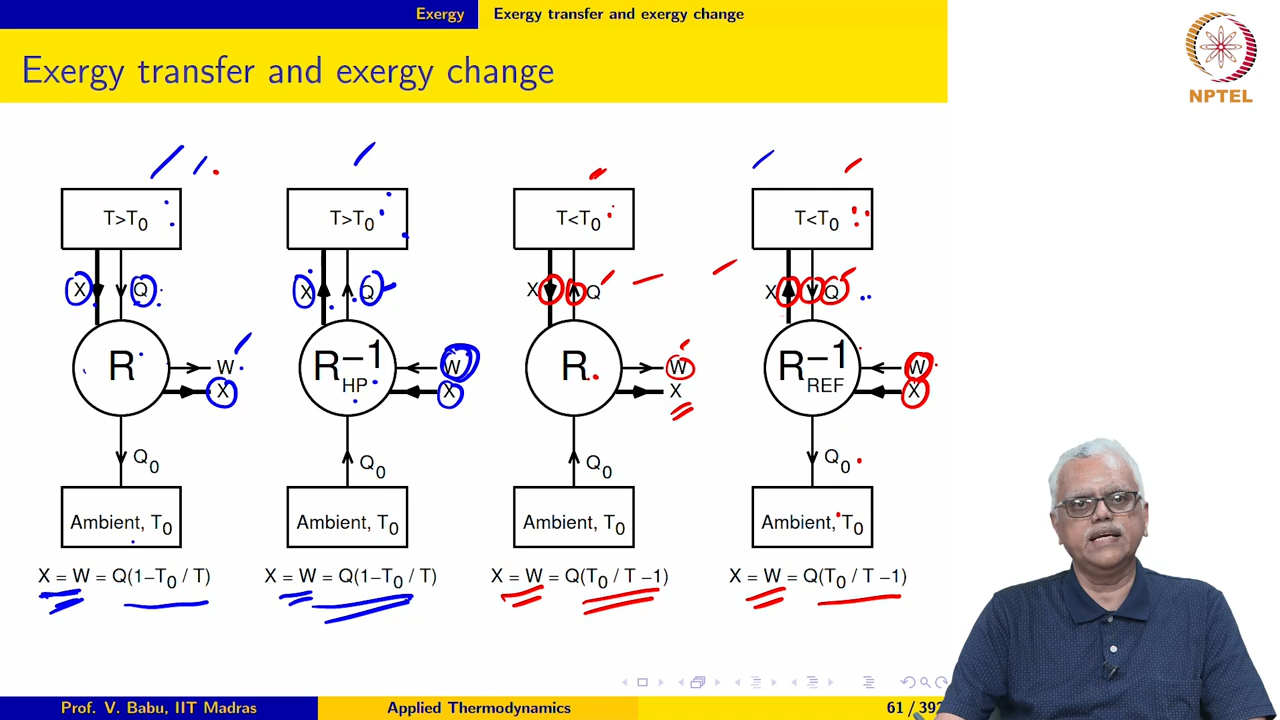 Exergy Exergy transfer and exergy change
Exergy transfer and exergy change
NPTEL
T>T0 T>T0 T<T0 T<T0
X Q X Q X Q X Q
R W R−1 HP W R W R−1 REF W
X X X X
Q0 Q0 Q0 Q0
Ambient, T0 Ambient, T0 Ambient, T0 Ambient, T0
X = W = Q(1−T0 / T) X = W = Q(1−T0 / T) X = W = Q(T0 / T −1) X = W = Q(T0 / T −1)
Prof. V. Babu, IIT Madras Applied Thermodynamics 61 / 392